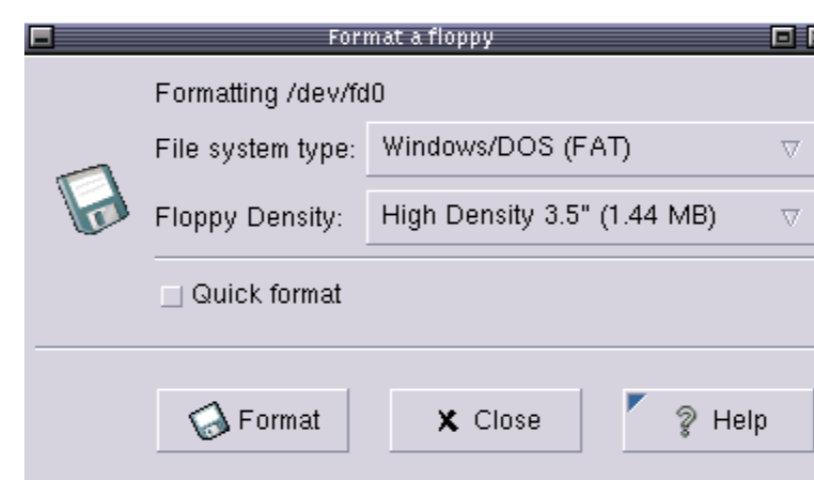 Format a floppy
Formatting /dev/fd0
File system type: Windows/DOS (FAT)
Floppy Density: High Density 3.5" (1.44 MB)
Quick format
Format Close Help